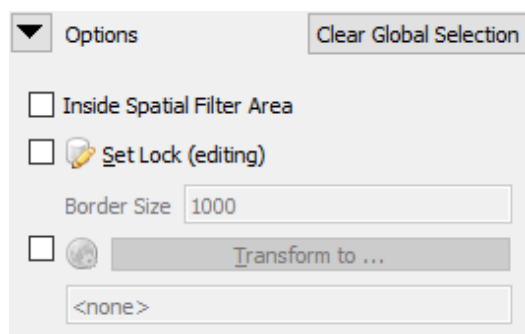 Options Clear Global Selection
Inside Spatial Filter Area
Set Lock (editing)
Border Size 1000
Transform to ...
<none>